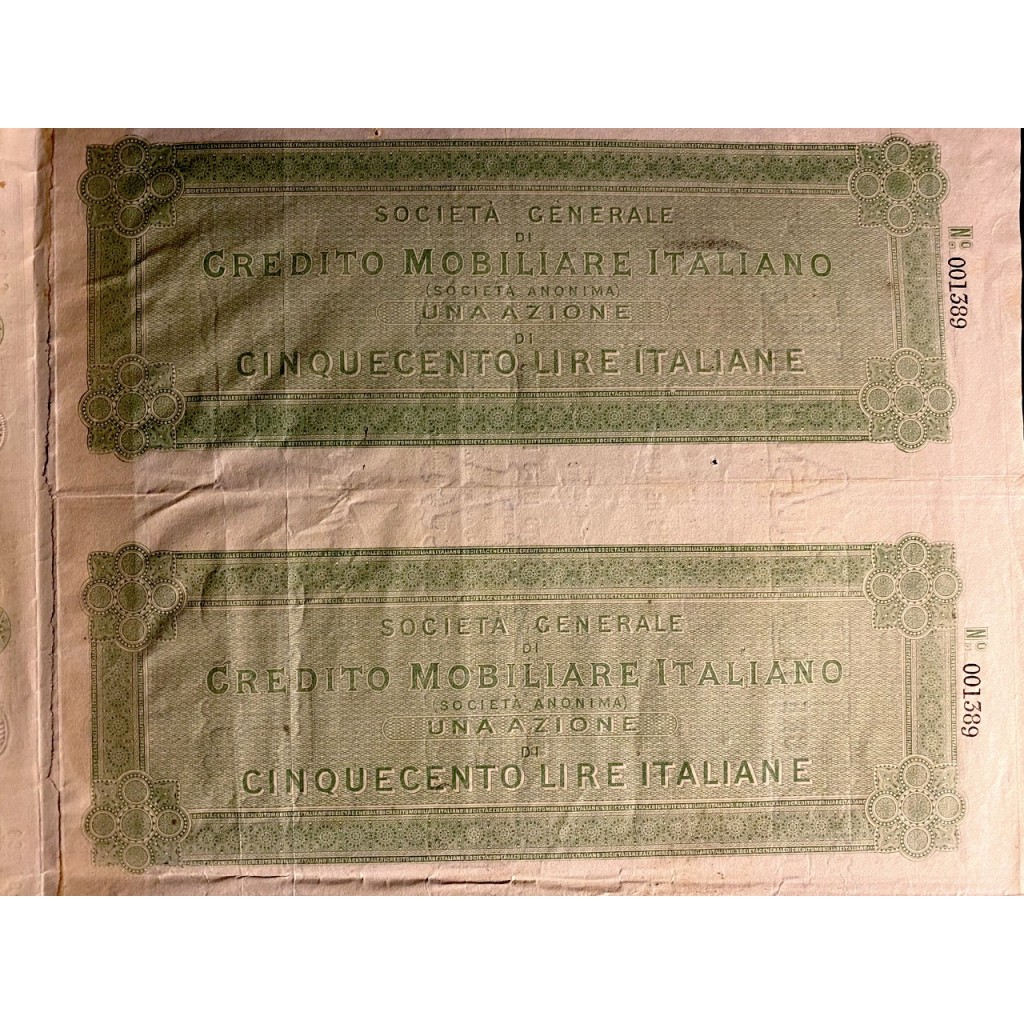 SOCIETÀ GENERALE
DI
CREDITO MOBILIARE ITALIANO
(SOCIETÀ ANONIMA)
UNA AZIONE
DI
CINQUECENTO LIRE ITALIANE
Nº 001389
SOCIETÀ GENERALE
DI
CREDITO MOBILIARE ITALIANO
(SOCIETÀ ANONIMA)
UNA AZIONE
DI
CINQUECENTO LIRE ITALIANE
Nº 001389